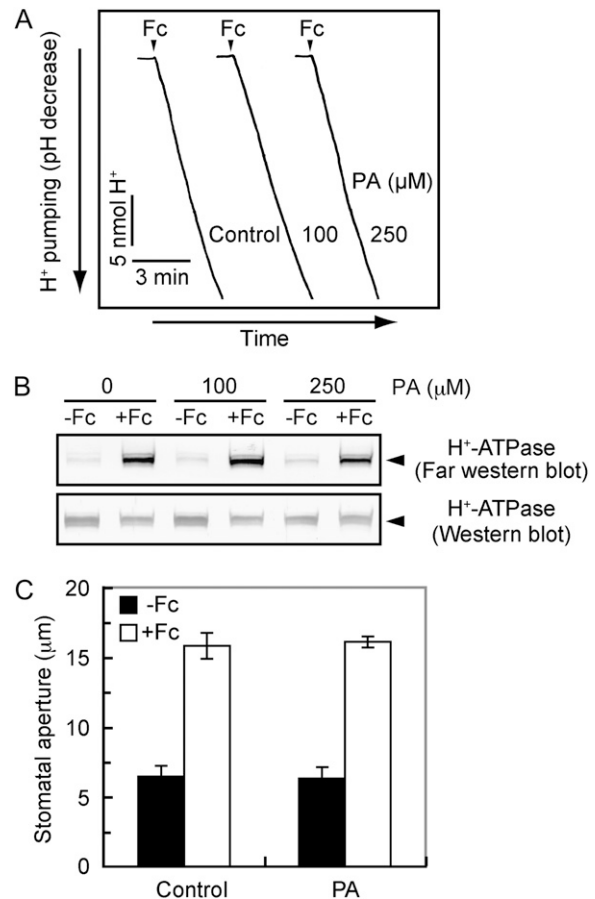 A
Fc Fc Fc
H⁺ pumping (pH decrease)
5 nmol H⁺
3 min
PA (µM)
Control 100 250
Time
B
0 100 250 PA (µM)
-Fc +Fc -Fc +Fc -Fc +Fc
H⁺-ATPase
(Far western blot)
H⁺-ATPase
(Western blot)
C
Stomatal aperture (µm)
20
15
10
5
0
-Fc
+Fc
Control PA